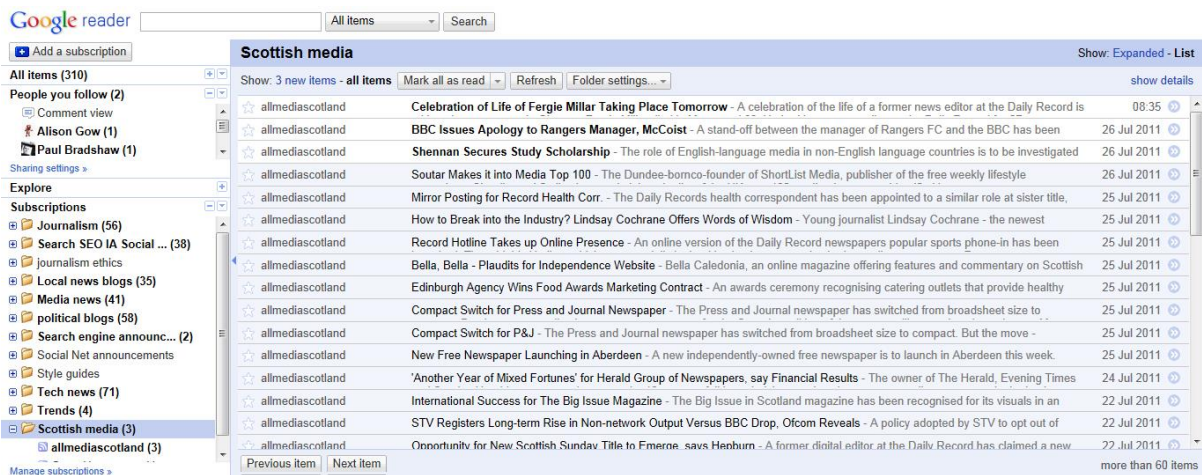 Google reader All items Search
Add a subscription
All items (310)
People you follow (2)
Comment view
Alison Gow (1)
Paul Bradshaw (1)
Sharing settings »
Explore
Subscriptions
Journalism (56)
Search SEO IA Social ... (38)
journalism ethics
Local news blogs (35)
Media news (41)
political blogs (58)
Search engine announc... (2)
Social Net announcements
Style guides
Tech news (71)
Trends (4)
Scottish media (3)
allmediascotland (3)
Manage subscriptions »
Scottish media Show: Expanded - List
Show: 3 new items - all items Mark all as read Refresh Folder settings... show details
allmediascotland Celebration of Life of Fergie Millar Taking Place Tomorrow - A celebration of the life of a former news editor at the Daily Record is 08:35
allmediascotland BBC Issues Apology to Rangers Manager, McCoist - A stand-off between the manager of Rangers FC and the BBC has been 26 Jul 2011
allmediascotland Shennan Secures Study Scholarship - The role of English-language media in non-English language countries is to be investigated 26 Jul 2011
allmediascotland Soutar Makes it into Media Top 100 - The Dundee-bornco-founder of ShortList Media, publisher of the free weekly lifestyle 26 Jul 2011
allmediascotland Mirror Posting for Record Health Corr. - The Daily Records health correspondent has been appointed to a similar role at sister title, 25 Jul 2011
allmediascotland How to Break into the Industry? Lindsay Cochrane Offers Words of Wisdom - Young journalist Lindsay Cochrane - the newest 25 Jul 2011
allmediascotland Record Hotline Takes up Online Presence - An online version of the Daily Record newspapers popular sports phone-in has been 25 Jul 2011
allmediascotland Bella, Bella - Plaudits for Independence Website - Bella Caledonia, an online magazine offering features and commentary on Scottish 25 Jul 2011
allmediascotland Edinburgh Agency Wins Food Awards Marketing Contract - An awards ceremony recognising catering outlets that provide healthy 25 Jul 2011
allmediascotland Compact Switch for Press and Journal Newspaper - The Press and Journal newspaper has switched from broadsheet size to 25 Jul 2011
allmediascotland Compact Switch for P&J - The Press and Journal newspaper has switched from broadsheet size to compact. But the move - 25 Jul 2011
allmediascotland New Free Newspaper Launching in Aberdeen - A new independently-owned free newspaper is to launch in Aberdeen this week. 25 Jul 2011
allmediascotland 'Another Year of Mixed Fortunes' for Herald Group of Newspapers, say Financial Results - The owner of The Herald, Evening Times 24 Jul 2011
allmediascotland International Success for The Big Issue Magazine - The Big Issue in Scotland magazine has been recognised for its visuals in an 22 Jul 2011
allmediascotland STV Registers Long-term Rise in Non-network Output Versus BBC Drop, Ofcom Reveals - A policy adopted by STV to opt out of 22 Jul 2011
allmediascotland Opportunity for New Scottish Sunday Title to Emerge, says Hepburn - A former digital editor at the Daily Record has claimed a new 22 Jul 2011
Previous item Next item more than 60 items